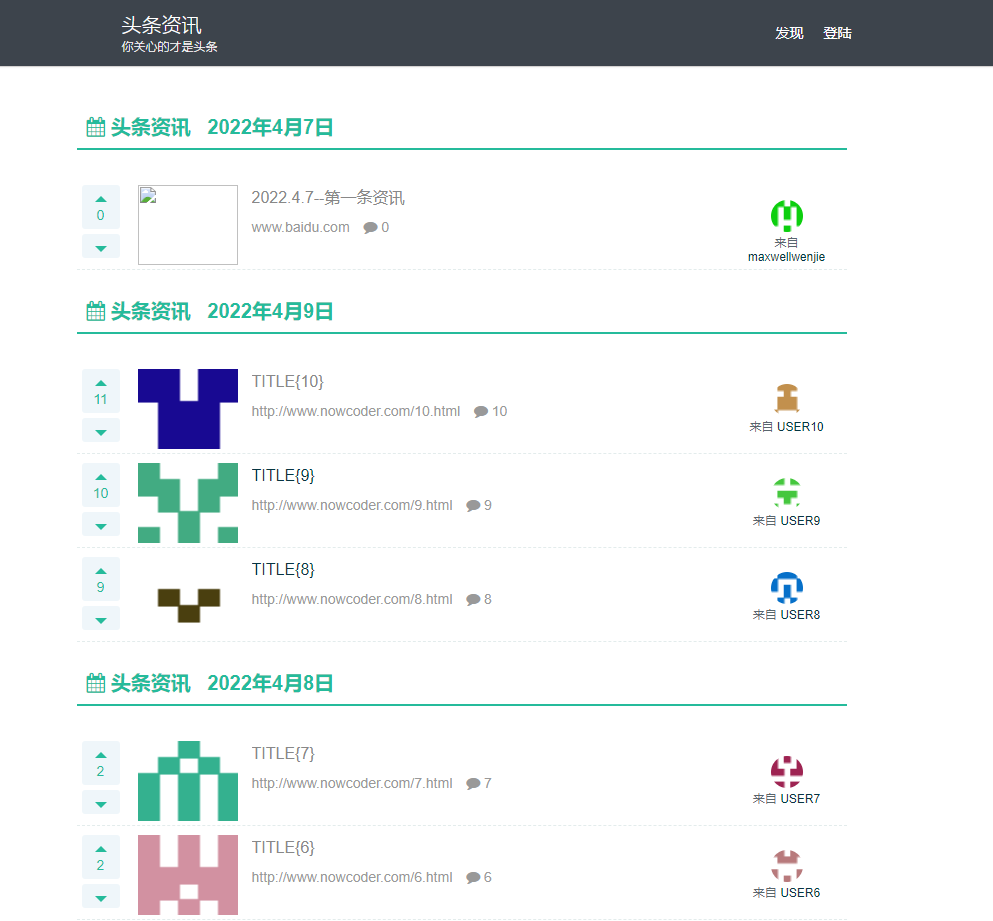 头条资讯
你关心的才是头条
发现 登陆
头条资讯 2022年4月7日
0
2022.4.7--第一条资讯
www.baidu.com 0
来自
maxwellwenjie
头条资讯 2022年4月9日
11
TITLE{10}
http://www.nowcoder.com/10.html 10
来自 USER10
10
TITLE{9}
http://www.nowcoder.com/9.html 9
来自 USER9
9
TITLE{8}
http://www.nowcoder.com/8.html 8
来自 USER8
头条资讯 2022年4月8日
2
TITLE{7}
http://www.nowcoder.com/7.html 7
来自 USER7
2
TITLE{6}
http://www.nowcoder.com/6.html 6
来自 USER6